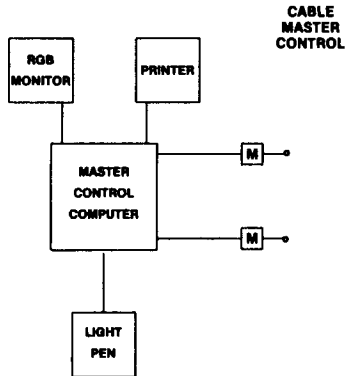 CABLE
MASTER
CONTROL
RGB
MONITOR
PRINTER
MASTER
CONTROL
COMPUTER
M
M
LIGHT
PEN